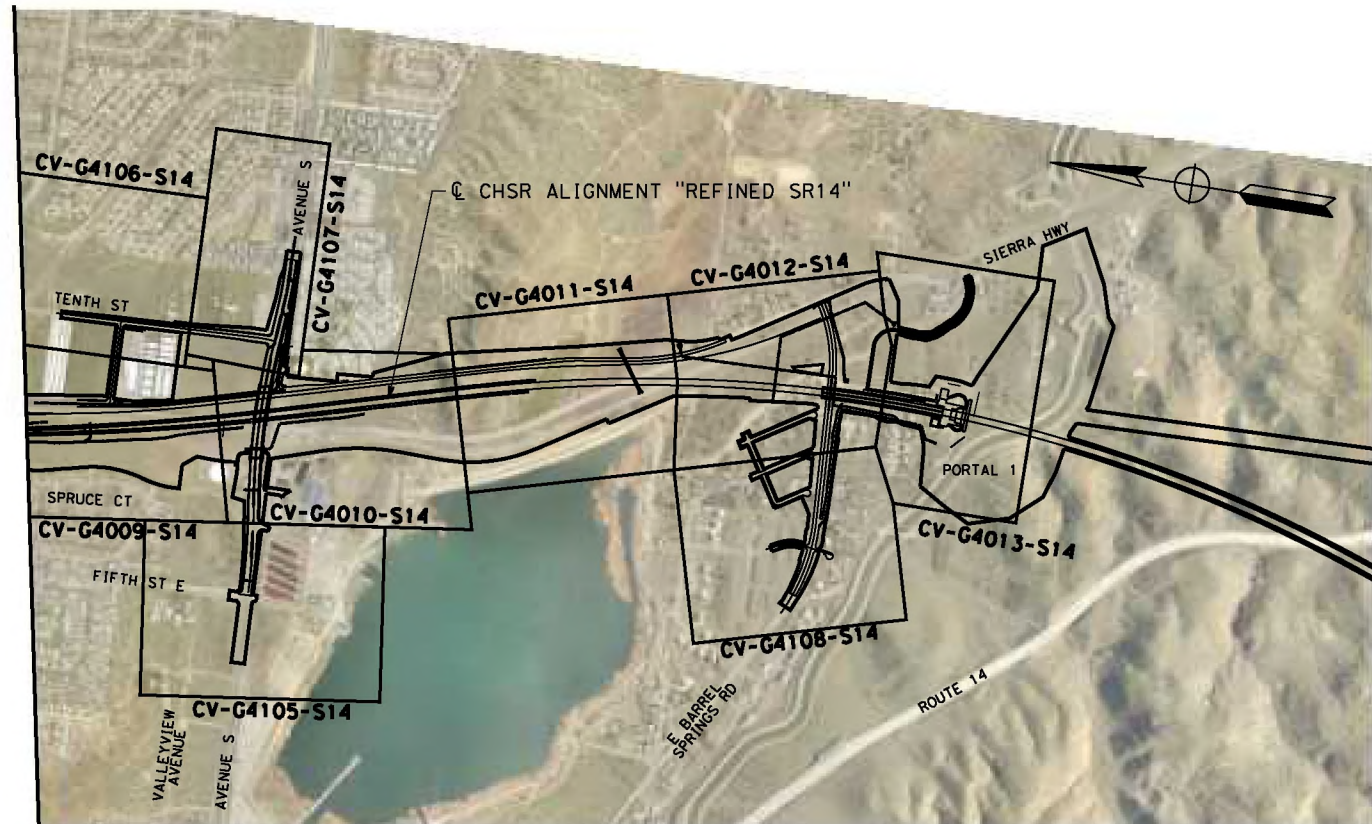 CV-G4106-S14
AVENUE S
CV-G4107-S14
℄ CHSR ALIGNMENT "REFINED SR14"
SIERRA HWY
CV-G4012-S14
CV-G4011-S14
TENTH ST
PORTAL 1
SPRUCE CT
CV-G4010-S14
CV-G4009-S14
CV-G4013-S14
FIFTH ST E
CV-G4108-S14
ROUTE 14
CV-G4105-S14
E BARREL
SPRINGS RD
VALLEYVIEW
AVENUE
AVENUE S